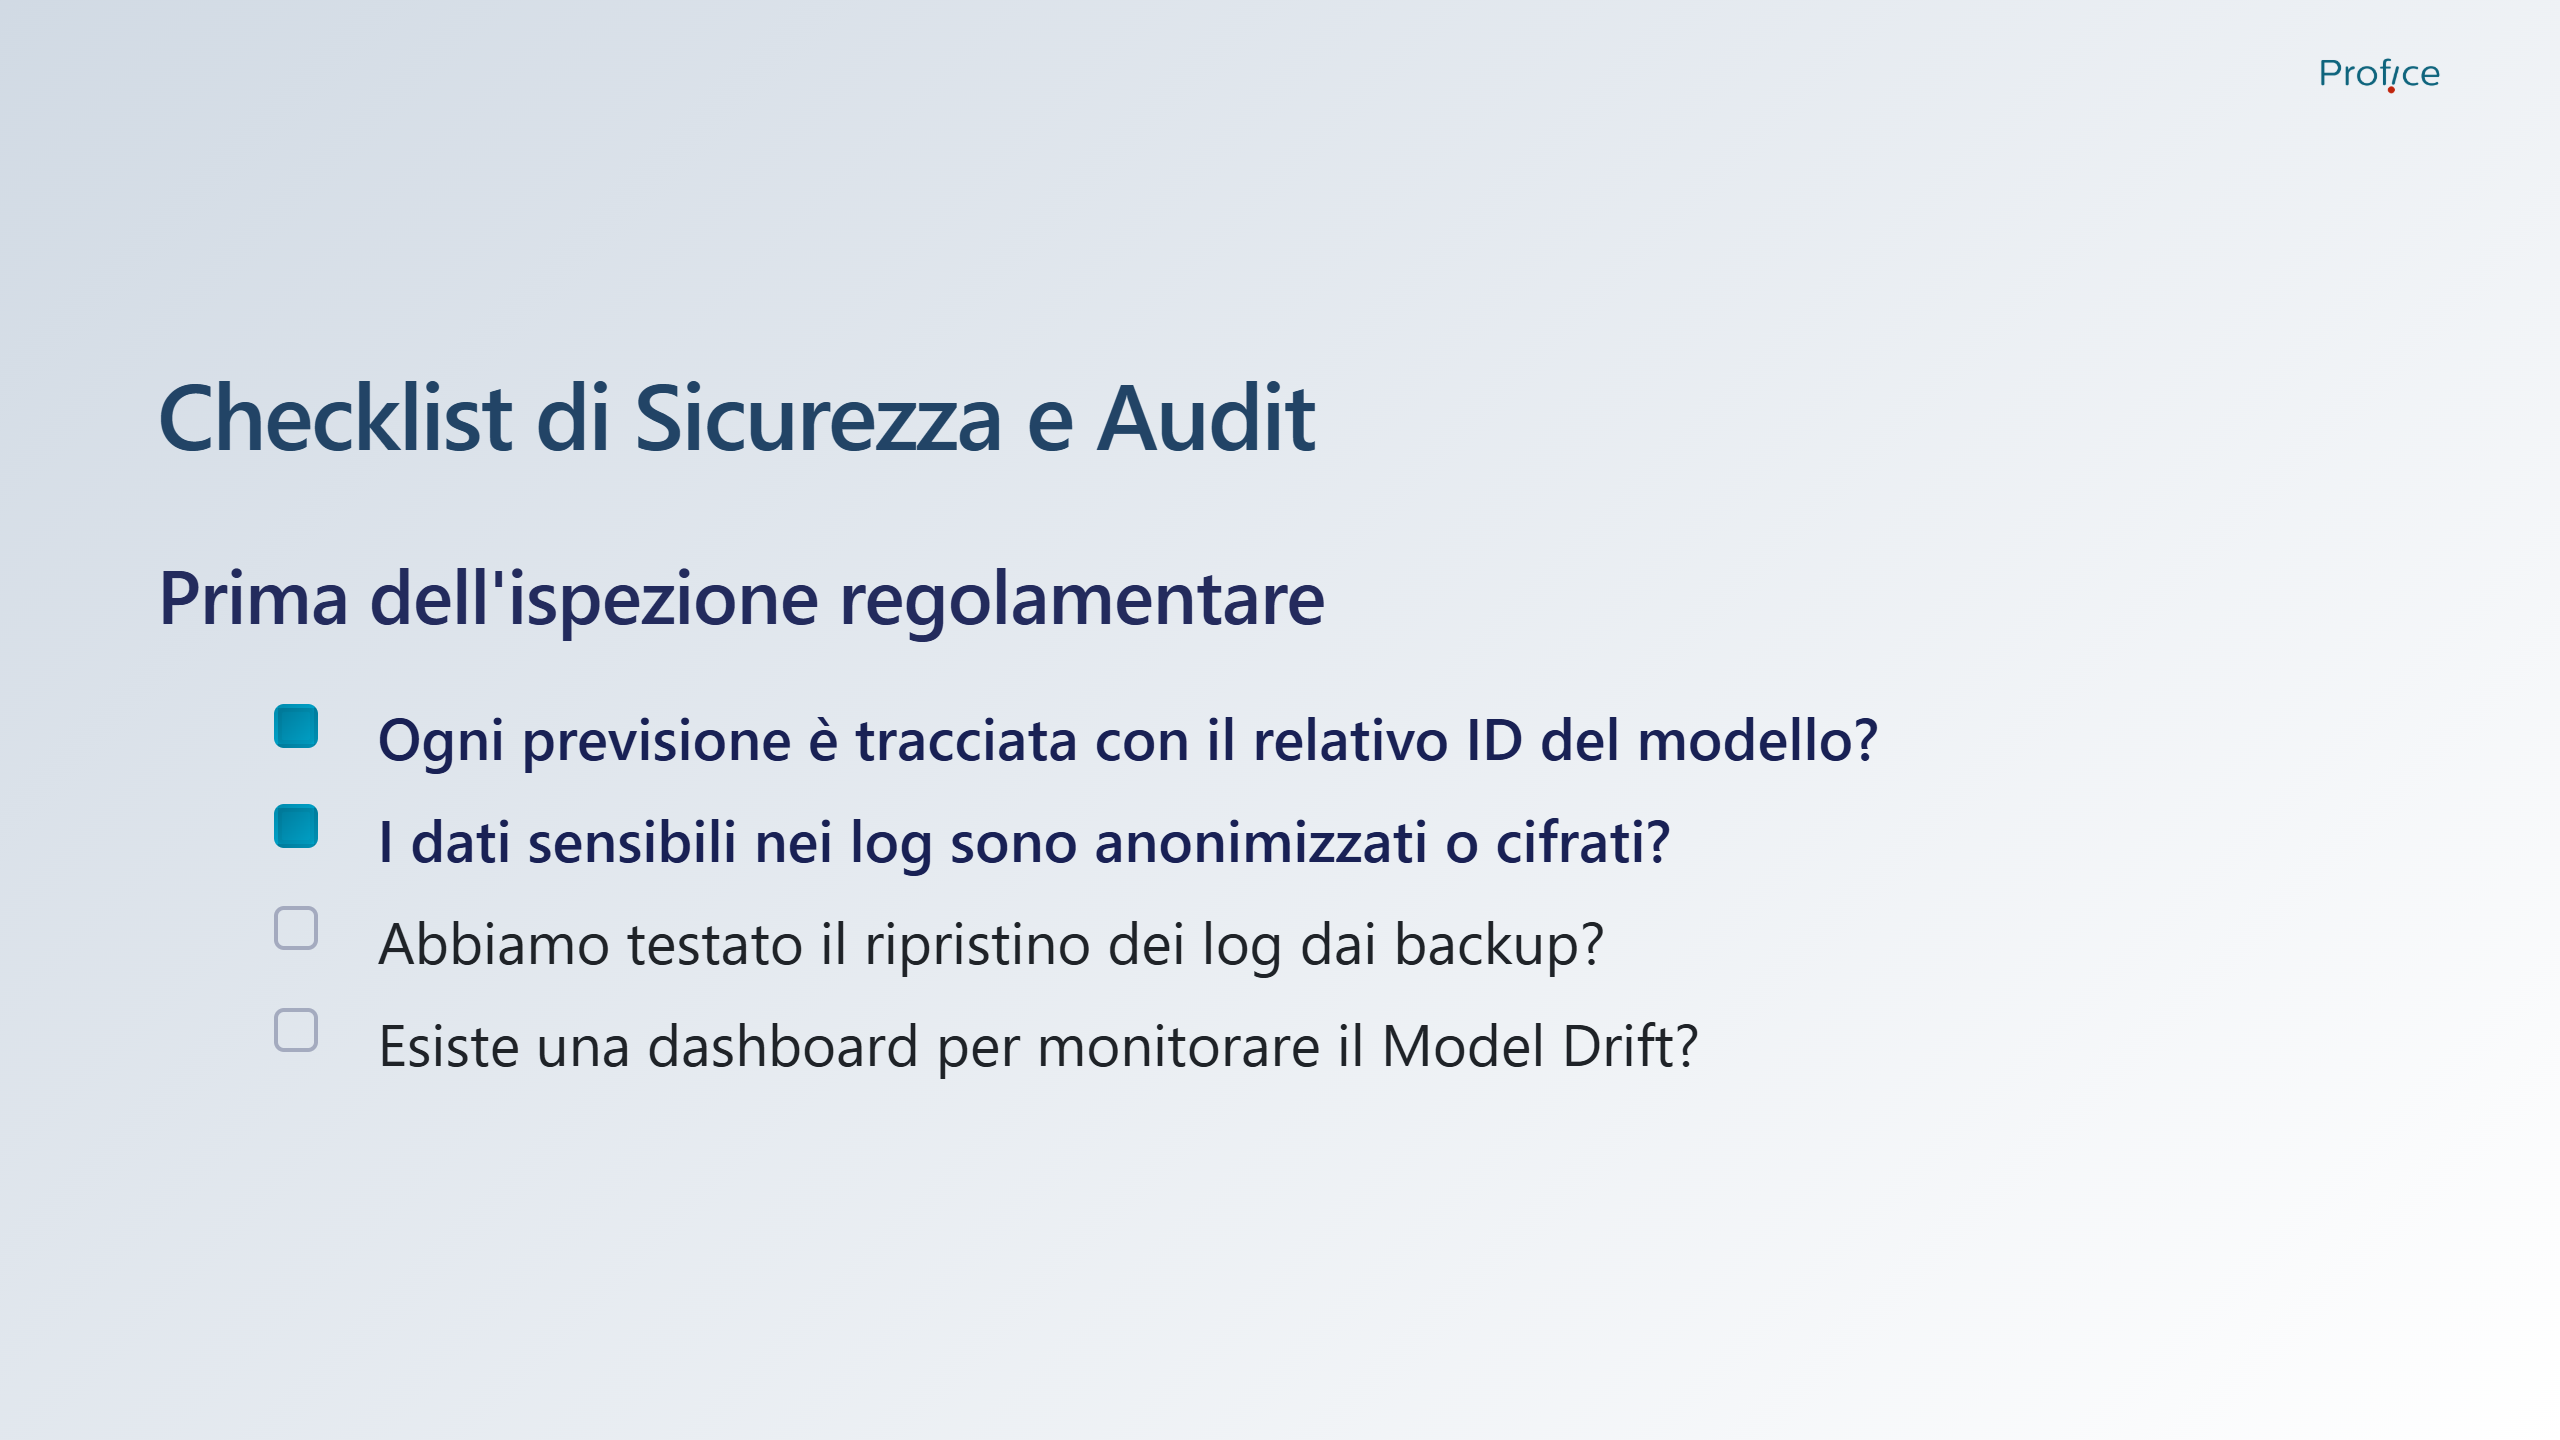 Profice
Checklist di Sicurezza e Audit
Prima dell'ispezione regolamentare
Ogni previsione è tracciata con il relativo ID del modello?
I dati sensibili nei log sono anonimizzati o cifrati?
Abbiamo testato il ripristino dei log dai backup?
Esiste una dashboard per monitorare il Model Drift?